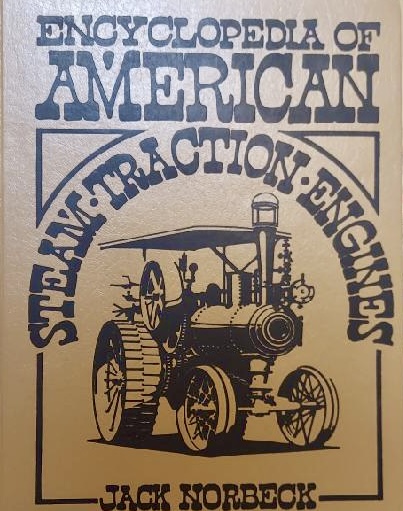 ENCYCLOPEDIA OF
AMERICAN
STEAM·TRACTION·ENGINES
JACK NORBECK